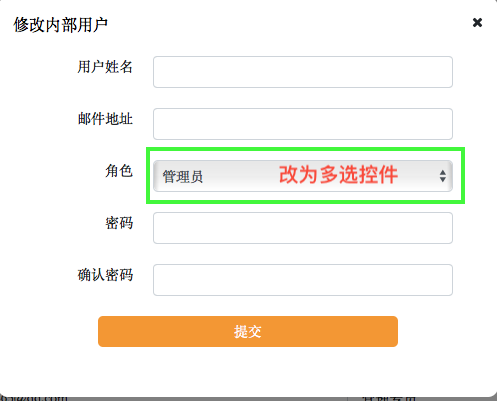 修改内部用户
用户姓名
邮件地址
角色
管理员 改为多选控件
密码
确认密码
提交